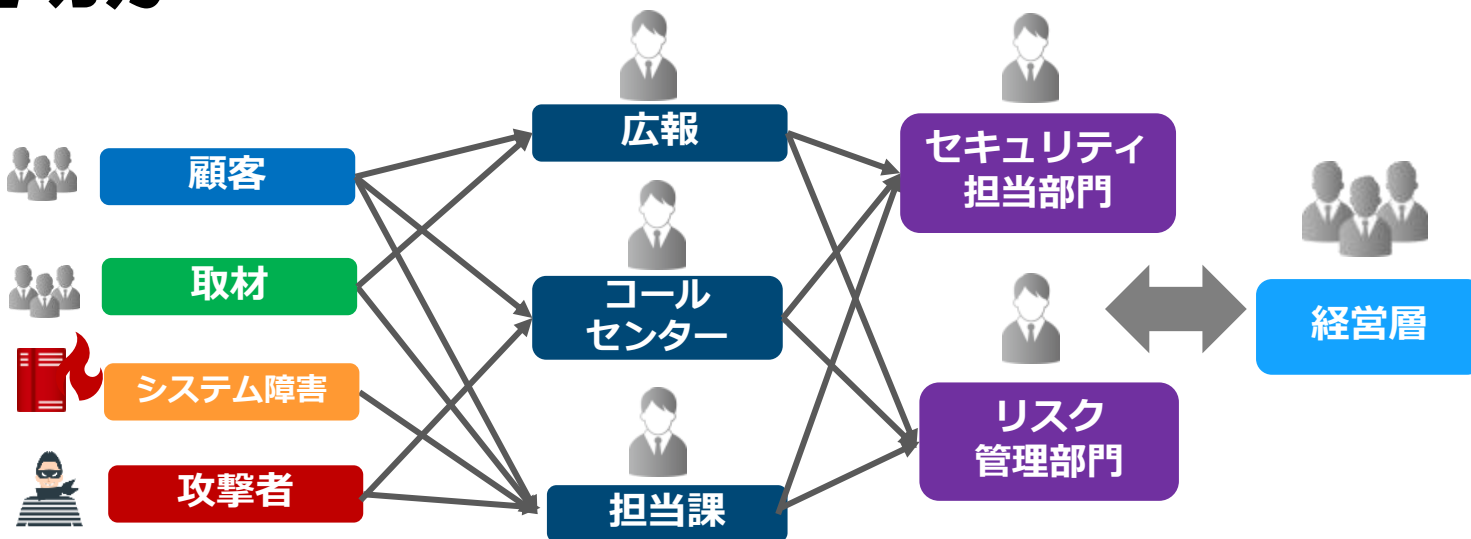 顧客
取材
システム障害
攻撃者
広報
コール
センター
担当課
セキュリティ
担当部門
リスク
管理部門
経営層